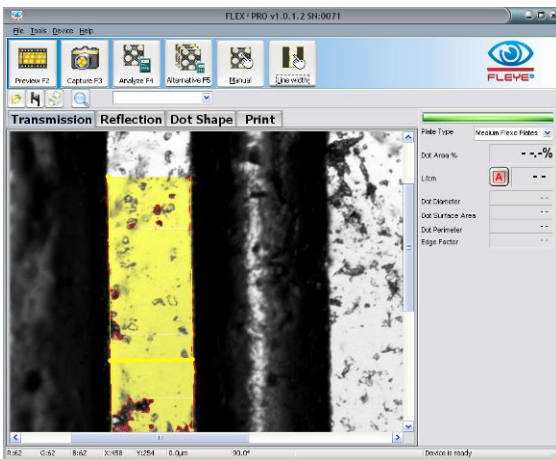 FLEX³PRO v1.0.1.2 SN:0071
File Tools Device Help
Preview F2 Capture F3 Analyze F4 Alternative F5 Manual Line width
FLEYE®
Transmission Reflection Dot Shape Print
Plate Type Medium Flexo Plates
Dot Area % --.-%
L/cm A --
Dot Diameter --
Dot Surface Area --
Dot Perimeter --
Edge Factor --
R:62 G:62 B:62 X:458 Y:254 0.0µm 90.0° Device is ready